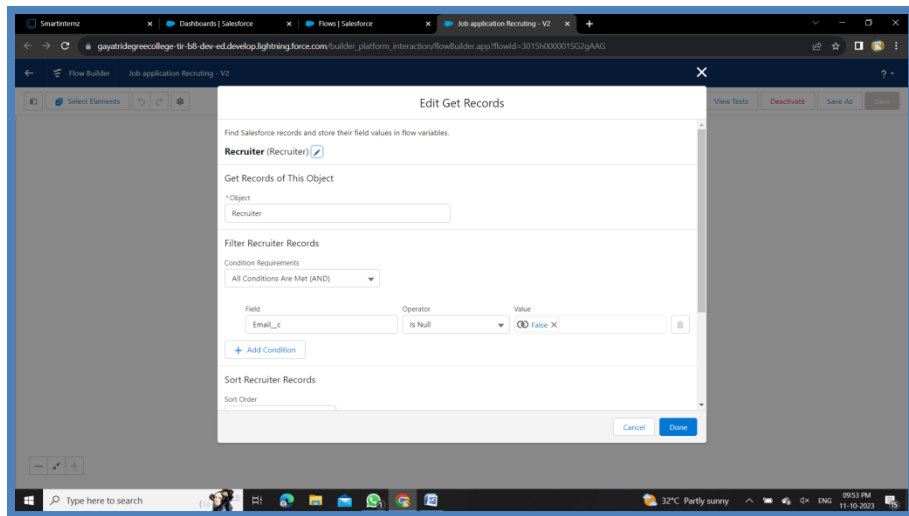 Smartinternz
Dashboards | Salesforce
Flows | Salesforce
Job application Recruting - V2
gayatridegreecollege-tir-b8-dev-ed.develop.lightning.force.com/builder_platform_interaction/flowBuilder.app?flowId=3015h000001SG2gAAG
Flow Builder Job application Recruting - V2 ?
Select Elements View Tests Deactivate Save As Save
Edit Get Records
Find Salesforce records and store their field values in flow variables.
Recruiter (Recruiter)
Get Records of This Object
* Object
Recruiter
Filter Recruiter Records
Condition Requirements
All Conditions Are Met (AND)
Field Operator Value
Email__c Is Null False
+ Add Condition
Sort Recruiter Records
Sort Order
Cancel Done
Type here to search 32°C Partly sunny ENG 09:53 PM
11-10-2023